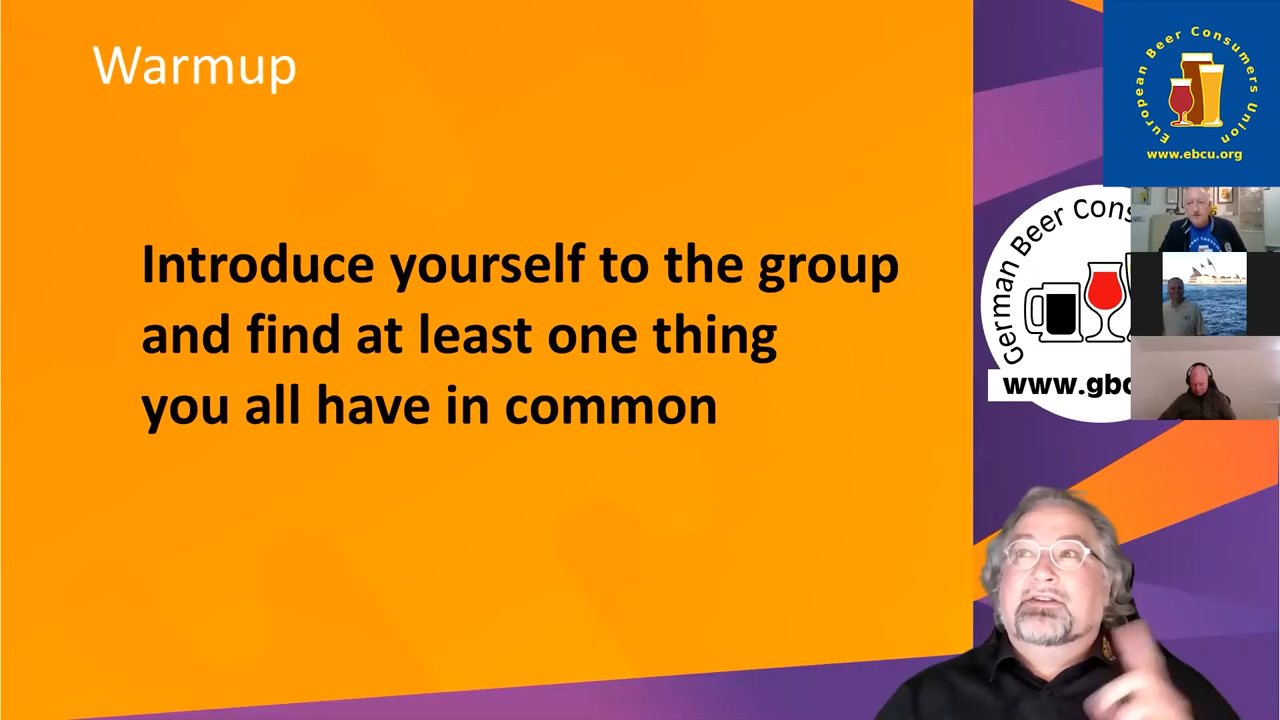 Warmup
Introduce yourself to the group
and find at least one thing
you all have in common
European Beer Consumers Union
www.ebcu.org
German Beer Cons
www.gbc